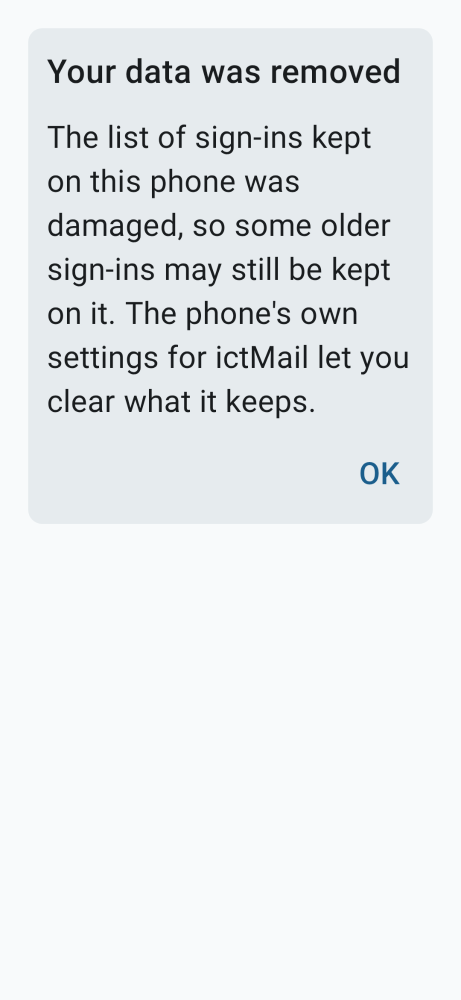 Your data was removed
The list of sign-ins kept
on this phone was
damaged, so some older
sign-ins may still be kept
on it. The phone's own
settings for ictMail let you
clear what it keeps.
OK